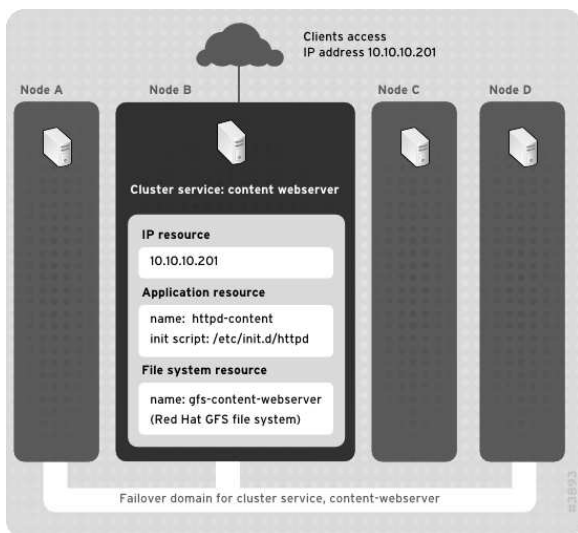 Clients access
IP address 10.10.10.201
Node A
Node B
Node C
Node D
Cluster service: content webserver
IP resource
10.10.10.201
Application resource
name: httpd-content
init script: /etc/init.d/httpd
File system resource
name: gfs-content-webserver
(Red Hat GFS file system)
Failover domain for cluster service, content-webserver